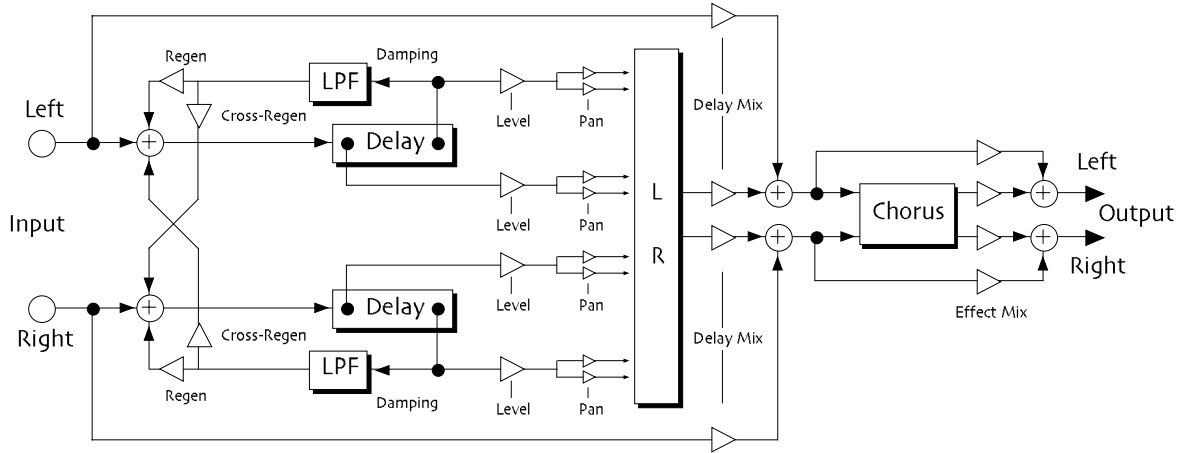 Regen
Damping
LPF
Left
Cross-Regen
Level
Pan
Delay Mix
Delay
Left
L
Chorus
Output
Input
Level
Pan
R
Right
Delay
Level
Pan
Effect Mix
Right
Cross-Regen
Delay Mix
LPF
Regen
Damping
Level
Pan